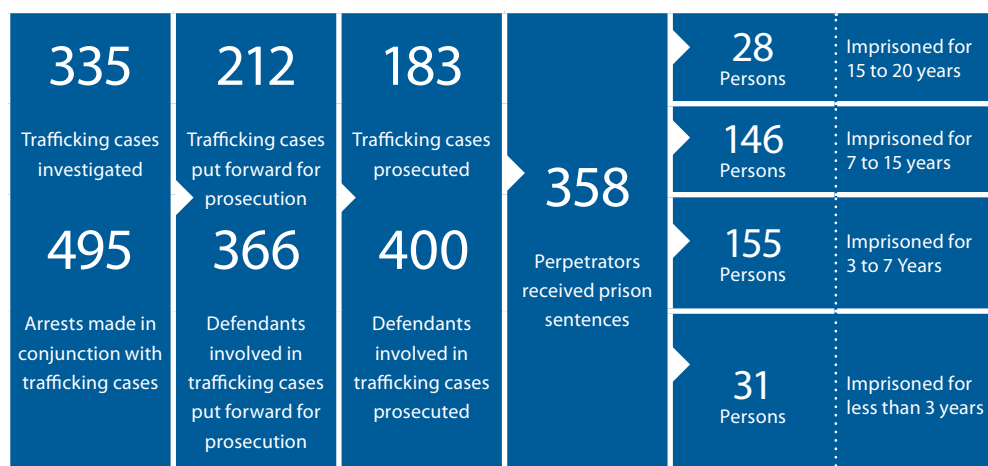 335
Trafficking cases
investigated
495
Arrests made in
conjunction with
trafficking cases
212
Trafficking cases
put forward for
prosecution
366
Defendants
involved in
trafficking cases
put forward for
prosecution
183
Trafficking cases
prosecuted
400
Defendants
involved in
trafficking cases
prosecuted
358
Perpetrators
received prison
sentences
28
Persons
Imprisoned for
15 to 20 years
146
Persons
Imprisoned for
7 to 15 years
155
Persons
Imprisoned for
3 to 7 Years
31
Persons
Imprisoned for
less than 3 years